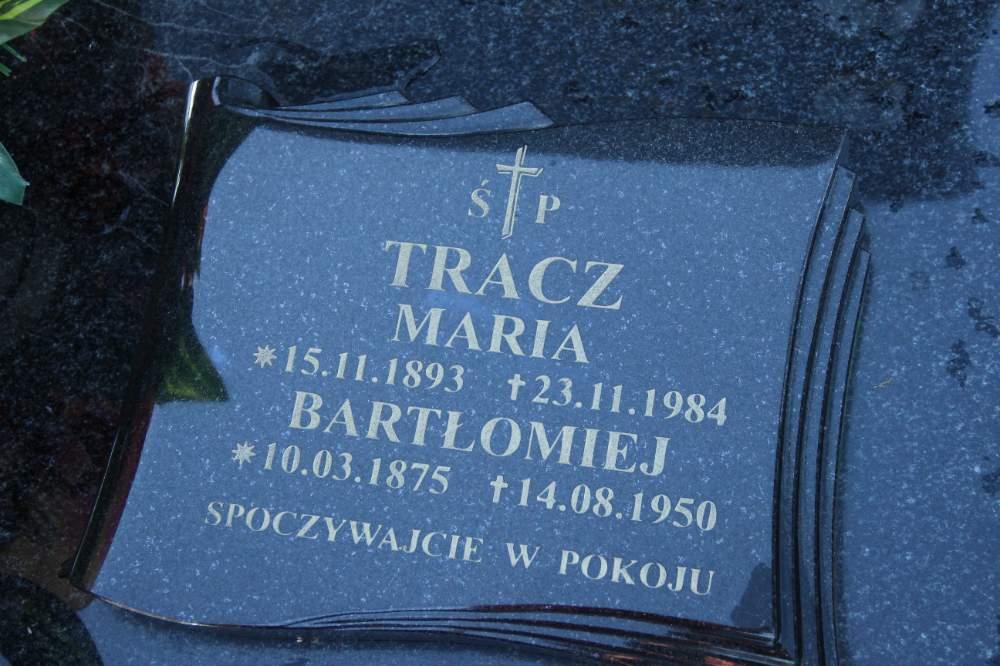 Ś P
TRACZ
MARIA
*15.11.1893 †23.11.1984
BARTŁOMIEJ
*10.03.1875 †14.08.1950
SPOCZYWAJCIE W POKOJU